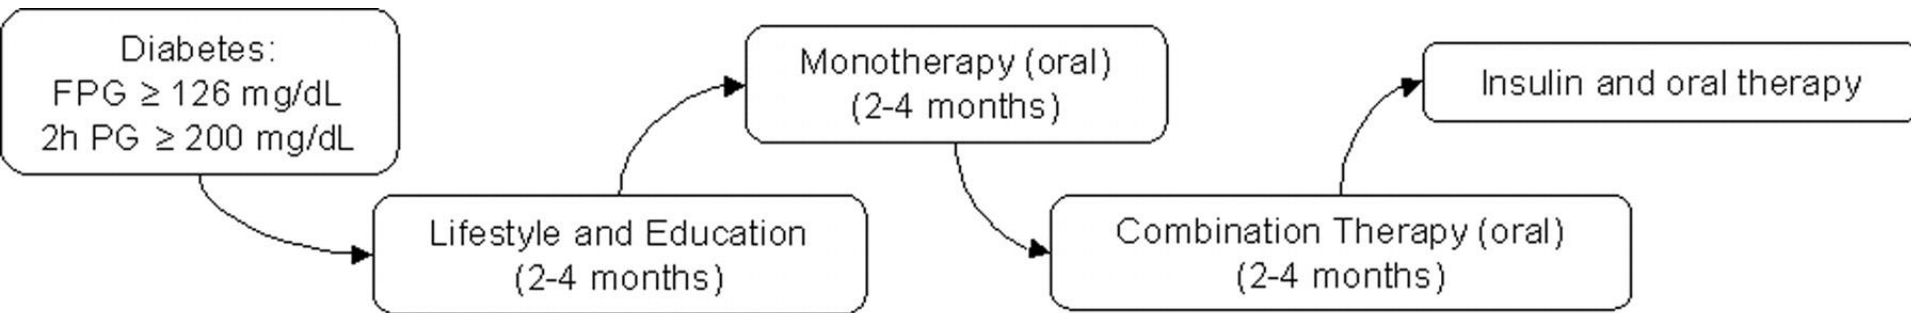 Diabetes:
FPG ≥ 126 mg/dL
2h PG ≥ 200 mg/dL
Lifestyle and Education
(2-4 months)
Monotherapy (oral)
(2-4 months)
Combination Therapy (oral)
(2-4 months)
Insulin and oral therapy